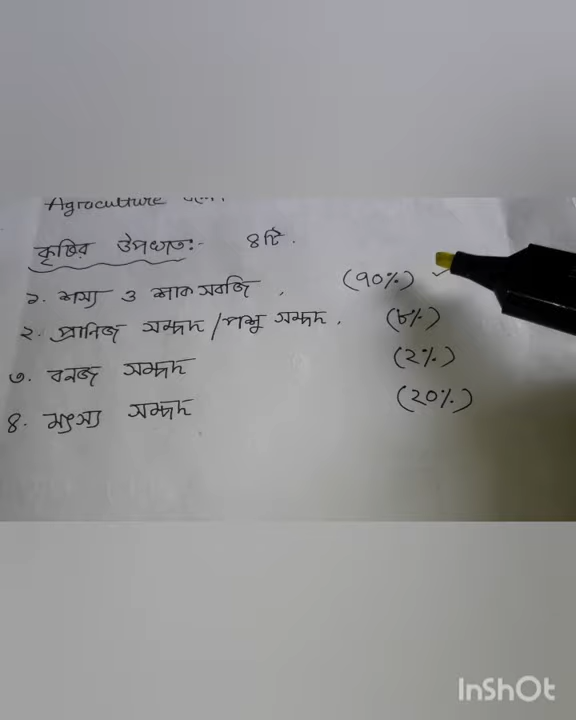 Agroculture বলে।
কৃষির উপখাতঃ- ৪টি.
১. শস্য ও শাকসবজি . (৭০%) ✓
২. প্রানিজ সম্পদ / পশু সম্পদ . (৮%)
৩. বনজ সম্পদ (২%)
৪. মৎস্য সম্পদ (২০%)
InShOt